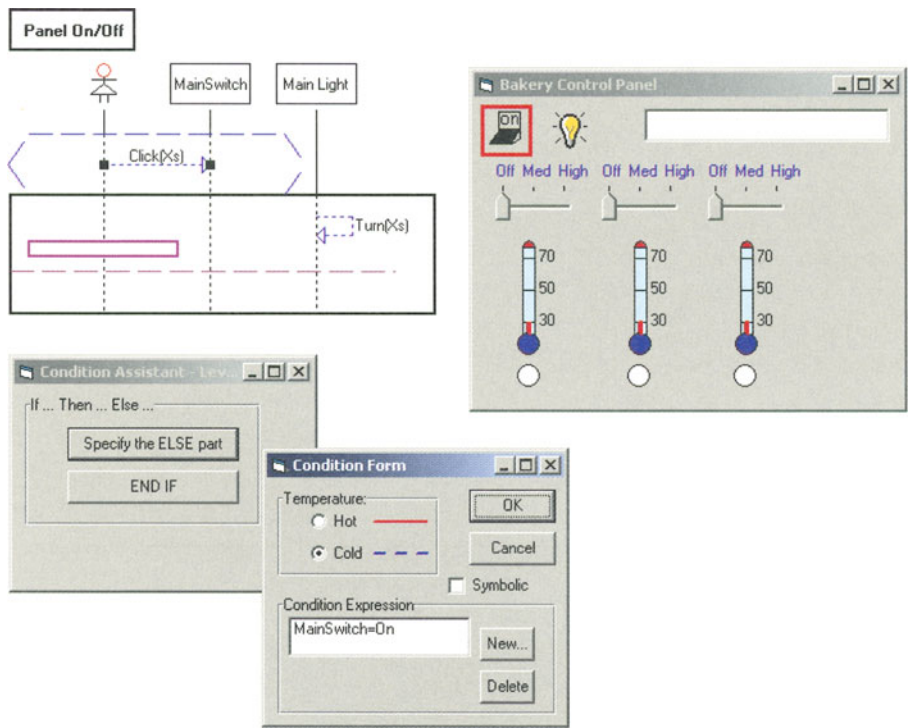 Panel On/Off
MainSwitch
Main Light
Click(Xs)
Turn(Xs)
Bakery Control Panel
on
Off Med High Off Med High Off Med High
70 70 70
50 50 50
30 30 30
Condition Assistant - Lev...
If ... Then ... Else ...
Specify the ELSE part
END IF
Condition Form
Temperature:
Hot
Cold
OK
Cancel
Symbolic
Condition Expression
MainSwitch=On
New...
Delete